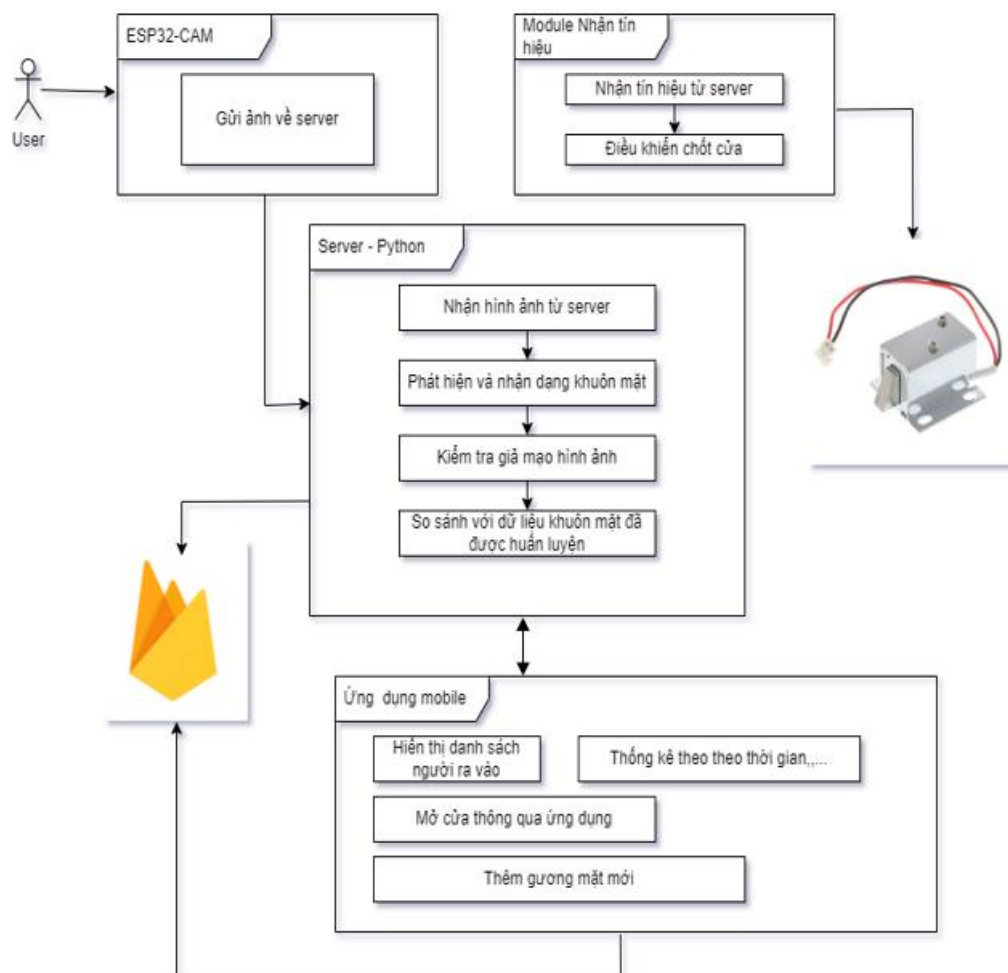 ESP32-CAM
Gửi ảnh về server
User
Module Nhận tín
hiệu
Nhận tín hiệu từ server
Điều khiển chốt cửa
Server - Python
Nhận hình ảnh từ server
Phát hiện và nhận dạng khuôn mặt
Kiểm tra giả mạo hình ảnh
So sánh với dữ liệu khuôn mặt đã
được huấn luyện
Ứng dụng mobile
Hiển thị danh sách
người ra vào
Thống kê theo theo thời gian,,...
Mở cửa thông qua ứng dụng
Thêm gương mặt mới